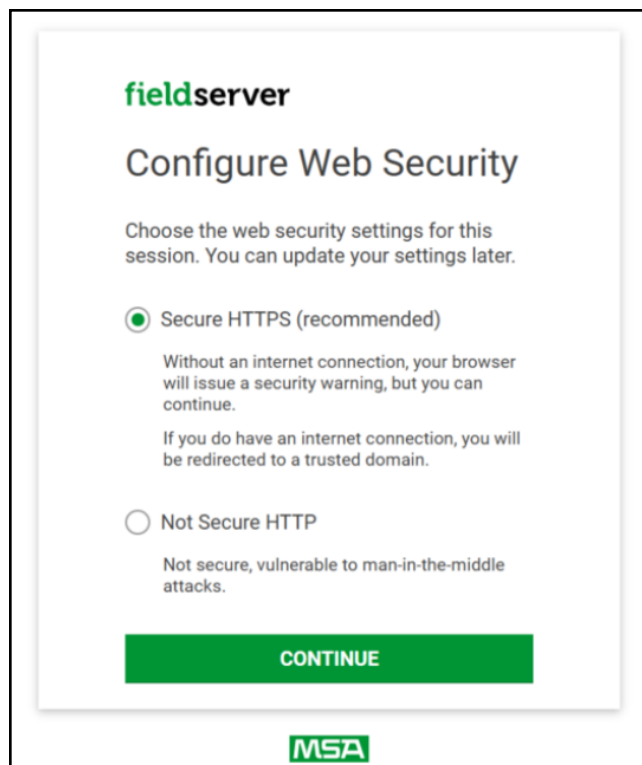 fieldserver
Configure Web Security
Choose the web security settings for this
session. You can update your settings later.
Secure HTTPS (recommended)
Without an internet connection, your browser
will issue a security warning, but you can
continue.
If you do have an internet connection, you will
be redirected to a trusted domain.
Not Secure HTTP
Not secure, vulnerable to man-in-the-middle
attacks.
CONTINUE
MSA